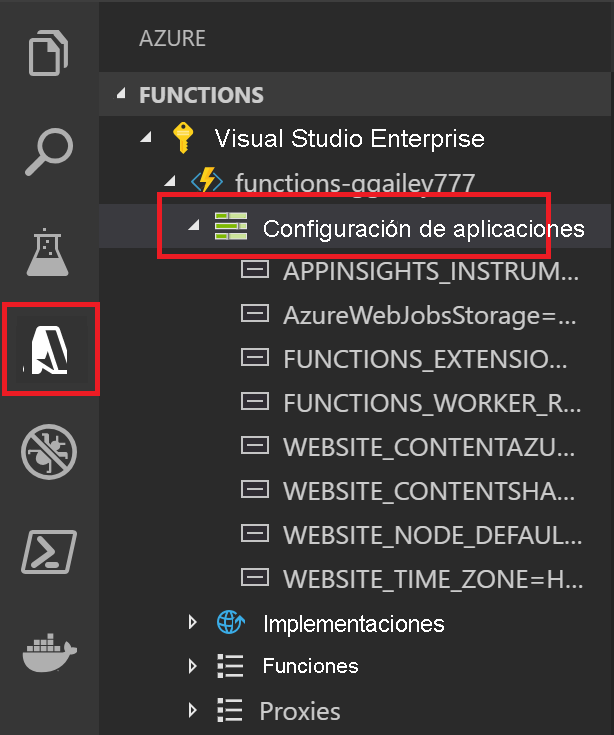 AZURE
FUNCTIONS
Visual Studio Enterprise
functions-ggailey777
Configuración de aplicaciones
APPINSIGHTS_INSTRUM...
AzureWebJobsStorage=...
FUNCTIONS_EXTENSIO...
FUNCTIONS_WORKER_R...
WEBSITE_CONTENTAZU...
WEBSITE_CONTENTSHA...
WEBSITE_NODE_DEFAUL...
WEBSITE_TIME_ZONE=H...
Implementaciones
Funciones
Proxies